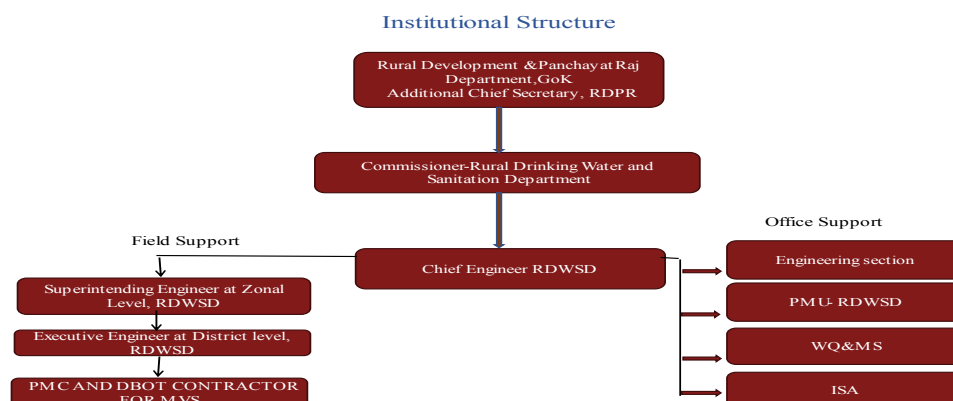 Institutional Structure
Rural Development &Panchayat Raj
Department,GoK
Additional Chief Secretary, RDPR
Commissioner-Rural Drinking Water and
Sanitation Department
Office Support
Field Support
Chief Engineer RDWSD
Engineering section
Superintending Engineer at Zonal
Level, RDWSD
PMU- RDWSD
Executive Engineer at District level,
RDWSD
WQ&MS
PMC AND DBOT CONTRACTOR
FOR MVS
ISA